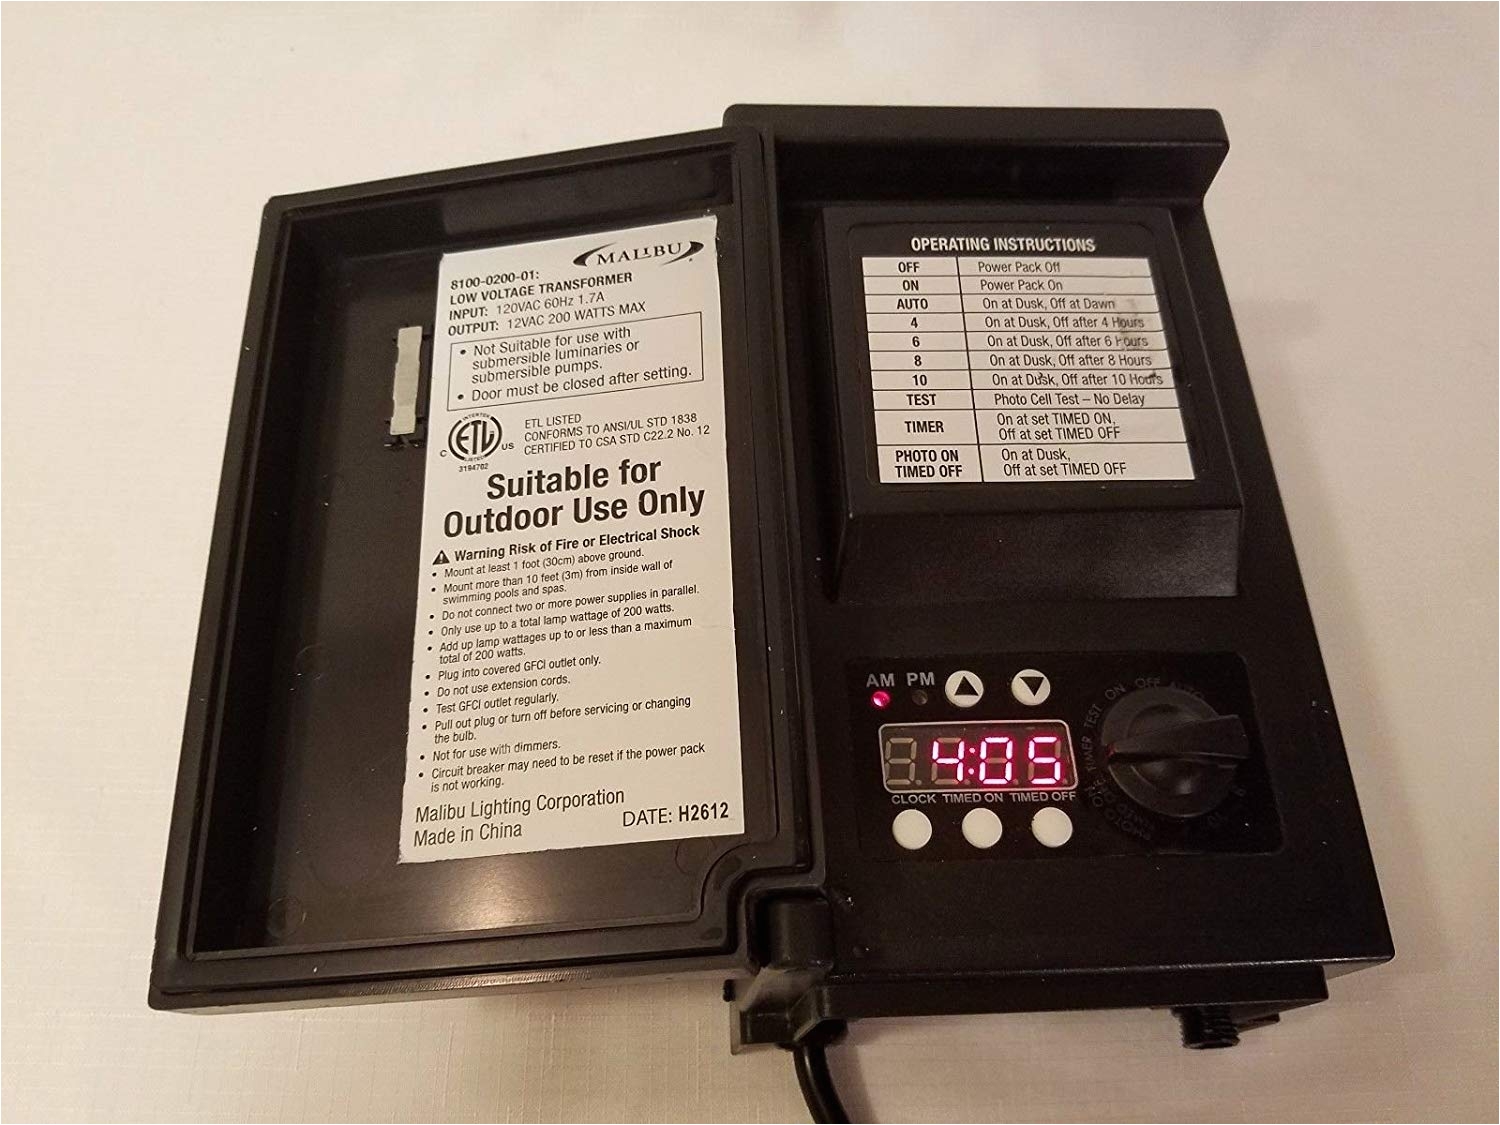 MALIBU
8100-0200-01:
LOW VOLTAGE TRANSFORMER
INPUT: 120VAC 60Hz 1.7A
OUTPUT: 12VAC 200 WATTS MAX
• Not Suitable for use with
submersible luminaries or
submersible pumps.
• Door must be closed after setting.
INTERTEK
ETL
C US
LISTED
3194702
ETL LISTED
CONFORMS TO ANSI/UL STD 1838
CERTIFIED TO CSA STD C22.2 No. 12
Suitable for
Outdoor Use Only
Warning Risk of Fire or Electrical Shock
• Mount at least 1 foot (30cm) above ground.
• Mount more than 10 feet (3m) from inside wall of
swimming pools and spas.
• Do not connect two or more power supplies in parallel.
• Only use up to a total lamp wattage of 200 watts.
• Add up lamp wattages up to or less than a maximum
total of 200 watts.
• Plug into covered GFCI outlet only.
• Do not use extension cords.
• Test GFCI outlet regularly.
• Pull out plug or turn off before servicing or changing
the bulb.
• Not for use with dimmers.
• Circuit breaker may need to be reset if the power pack
is not working.
Malibu Lighting Corporation
Made in China DATE: H2612
OPERATING INSTRUCTIONS
OFF Power Pack Off
ON Power Pack On
AUTO On at Dusk, Off at Dawn
4 On at Dusk, Off after 4 Hours
6 On at Dusk, Off after 6 Hours
8 On at Dusk, Off after 8 Hours
10 On at Dusk, Off after 10 Hours
TEST Photo Cell Test – No Delay
TIMER On at set TIMED ON,
Off at set TIMED OFF
PHOTO ON
TIMED OFF
On at Dusk,
Off at set TIMED OFF
AM PM
4:05
CLOCK TIMED ON TIMED OFF
PHOTO ON
TIMED OFF
TIMER
TEST
ON
OFF
AUTO
8
10